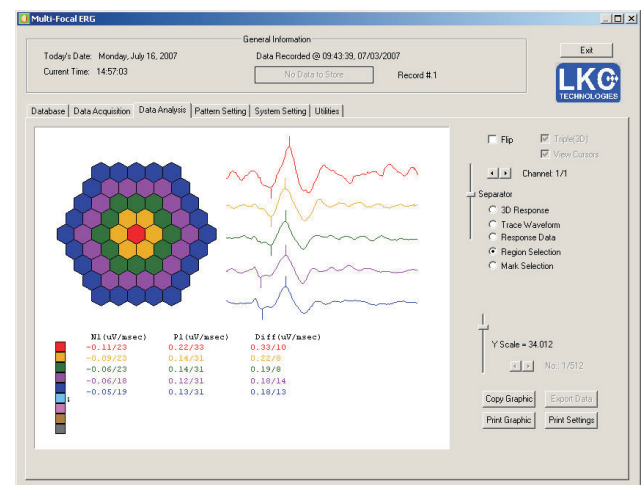 Multi-Focal ERG
General Information
Today's Date: Monday, July 16, 2007
Data Recorded @ 09:43:39, 07/03/2007
Exit
Current Time: 14:57:03
No Data to Store
Record #.1
LKC
TECHNOLOGIES
Database
Data Acquisition
Data Analysis
Pattern Setting
System Setting
Utilities
Flip
Triple(3D)
View Cursors
Channel: 1/1
Separator
3D Response
Trace Waveform
Response Data
Region Selection
Mark Selection
N1(uV/msec) P1(uV/msec) Diff(uV/msec)
-0.11/23 0.22/33 0.33/10
-0.09/23 0.14/31 0.22/8
-0.06/23 0.14/31 0.19/8
-0.06/18 0.12/31 0.18/14
-0.05/19 0.13/31 0.18/13
Y Scale = 34.012
No.: 1/512
Copy Graphic
Export Data
Print Graphic
Print Settings